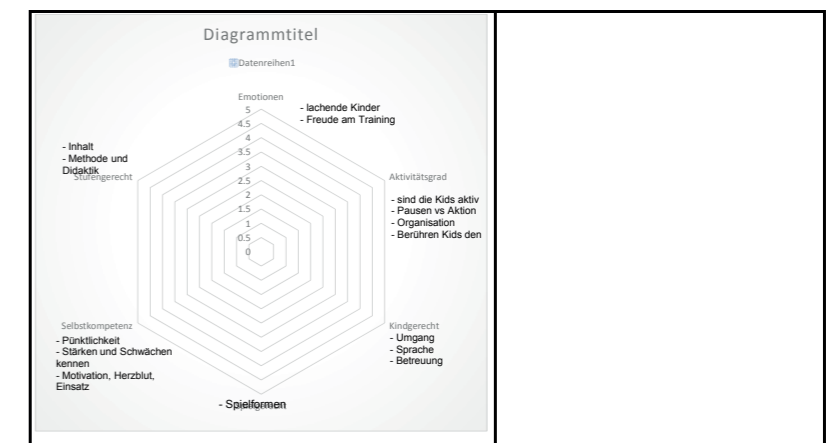 Diagrammtitel
Datenreihen1
Emotionen
- lachende Kinder
- Freude am Training
5
4.5
4
3.5
3
2.5
2
1.5
1
0.5
0
- Inhalt
- Methode und
Didaktik
Stufengerecht
Aktivitätsgrad
- sind die Kids aktiv
- Pausen vs Aktion
- Organisation
- Berühren Kids den
Selbstkompetenz
- Pünktlichkeit
- Stärken und Schwächen
kennen
- Motivation, Herzblut,
Einsatz
Kindgerecht
- Umgang
- Sprache
- Betreuung
- Spielformen